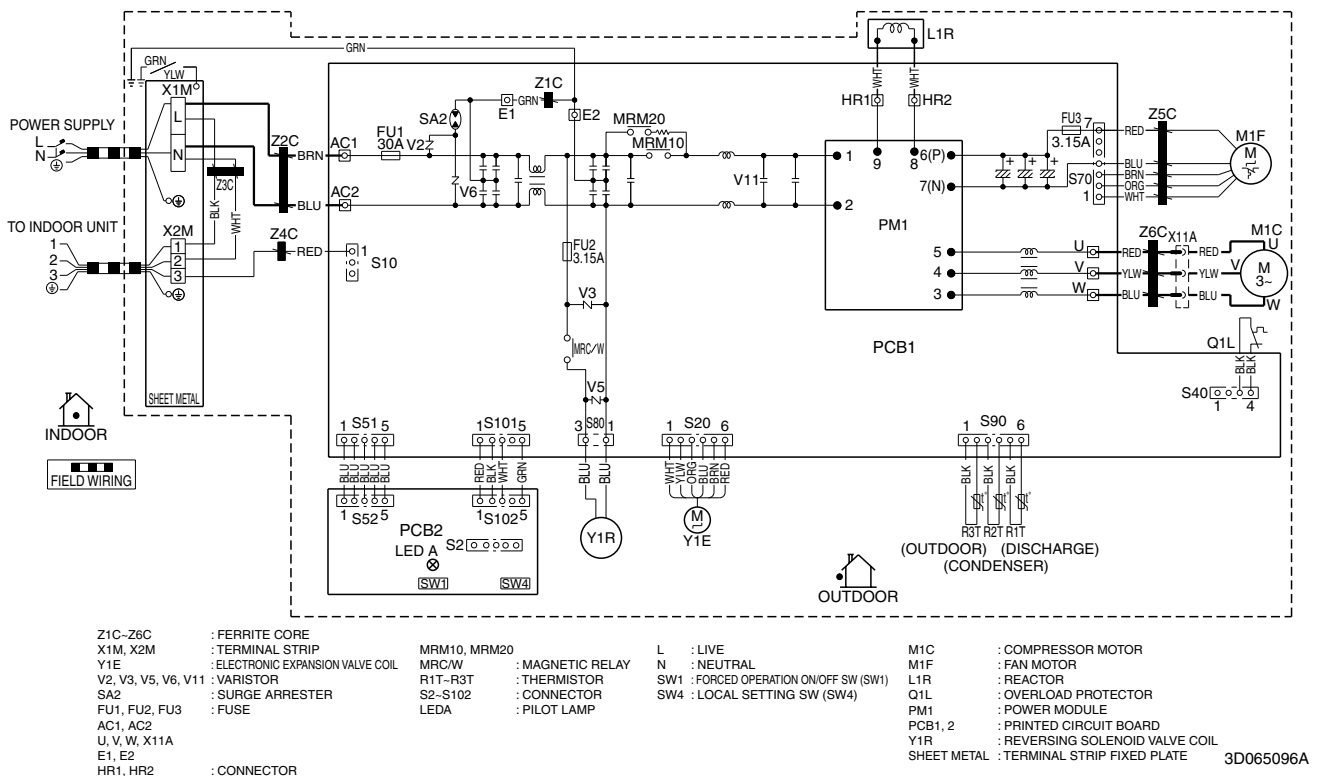 GRN
L1R
GRN
YLW
X1M
WHT
WHT
Z1C
SA2
E1
GRN
E2
MRM20
HR1
HR2
POWER SUPPLY
L
N
L
N
Z2C
AC1
FU1
30A
V2
MRM10
FU3
3.15A
7
RED
Z5C
M1F
M
BRN
1
9
8
6(P)
V11
BLU
BRN
ORG
WHT
S70
1
Z3C
AC2
BLU
V6
2
7(N)
PM1
BLK
WHT
TO INDOOR UNIT
1
2
3
X2M
1
2
3
Z4C
RED
1
S10
FU2
3.15A
5
4
3
U
V
W
RED
YLW
BLU
Z6C
X11A
RED
YLW
BLU
M1C
U
V
W
M
3~
V3
MRC/W
PCB1
Q1L
BLK
BLK
V5
S40
1
4
SHEET METAL
INDOOR
FIELD WIRING
1 S51 5
1 S101 5
3 S80 1
1 S20 6
1 S90 6
BLU
BLU
BLU
BLU
BLU
RED
BLK
WHT
GRN
BLU
BLU
WHT
YLW
ORG
BLU
BRN
RED
BLK
BLK
BLK
t°
t°
t°
1 S52 5
1 S102 5
PCB2
LED A
S2
SW1
SW4
Y1R
M
Y1E
R3T R2T R1T
(OUTDOOR) (DISCHARGE)
(CONDENSER)
OUTDOOR
Z1C~Z6C : FERRITE CORE
X1M, X2M : TERMINAL STRIP
Y1E : ELECTRONIC EXPANSION VALVE COIL
V2, V3, V5, V6, V11 : VARISTOR
SA2 : SURGE ARRESTER
FU1, FU2, FU3 : FUSE
AC1, AC2
U, V, W, X11A
E1, E2
HR1, HR2 : CONNECTOR
MRM10, MRM20
MRC/W : MAGNETIC RELAY
R1T~R3T : THERMISTOR
S2~S102 : CONNECTOR
LEDA : PILOT LAMP
L : LIVE
N : NEUTRAL
SW1 : FORCED OPERATION ON/OFF SW (SW1)
SW4 : LOCAL SETTING SW (SW4)
M1C : COMPRESSOR MOTOR
M1F : FAN MOTOR
L1R : REACTOR
Q1L : OVERLOAD PROTECTOR
PM1 : POWER MODULE
PCB1, 2 : PRINTED CIRCUIT BOARD
Y1R : REVERSING SOLENOID VALVE COIL
SHEET METAL : TERMINAL STRIP FIXED PLATE
3D065096A